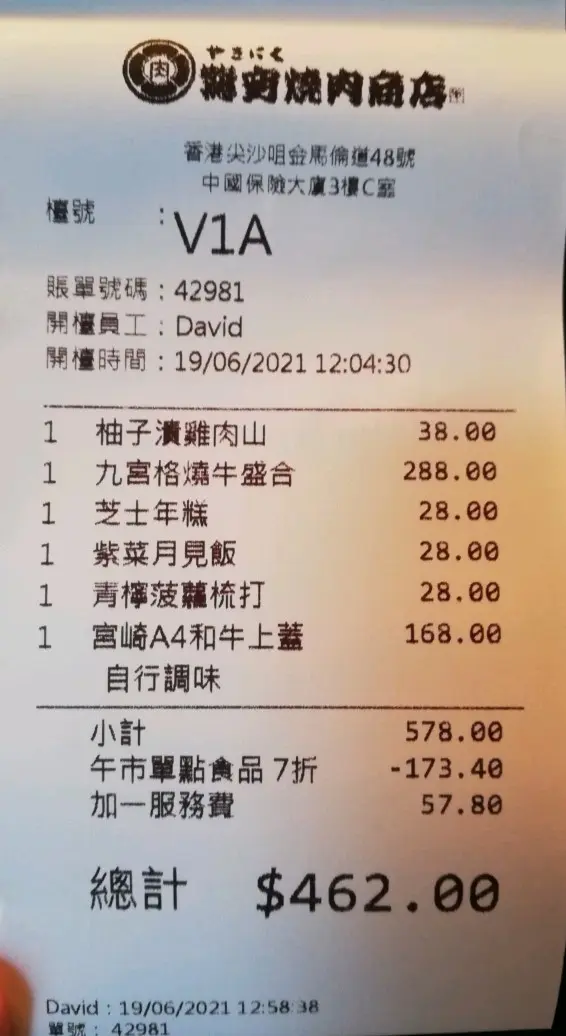 肉
やきにく
燒肉商店
香港尖沙咀金馬倫道48號
中國保險大廈3樓C室
檯號 : V1A
賬單號碼 : 42981
開檯員工 : David
開檯時間 : 19/06/2021 12:04:30
1 柚子漬雞肉山 38.00
1 九宮格燒牛盛合 288.00
1 芝士年糕 28.00
1 紫菜月見飯 28.00
1 青檸菠蘿梳打 28.00
1 宮崎A4和牛上蓋 168.00
自行調味
小計 578.00
午市單點食品 7折 -173.40
加一服務費 57.80
總計 $462.00
David : 19/06/2021 12:58:38
單號 : 42981